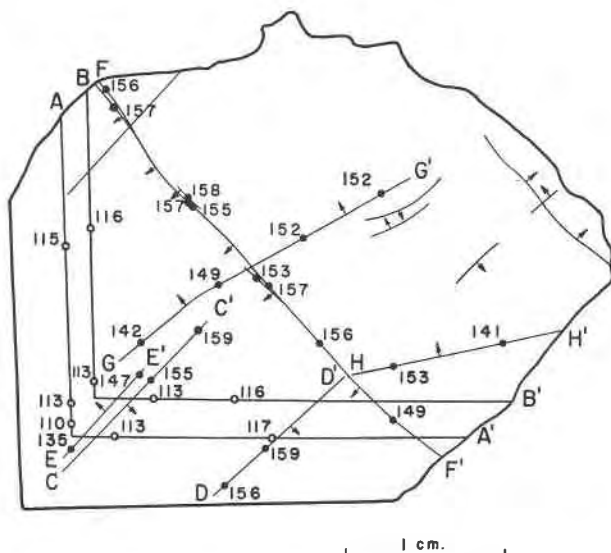 A B F
156
157
G'
152
158
157 155
115 116
152
149
153
157
C'
159
142
G
E'
156
141
H'
H
D'
153
113 147 155
113
116
B'
113
149
110
113
117
A'
135
E
159
C
F'
D
156
1 cm.